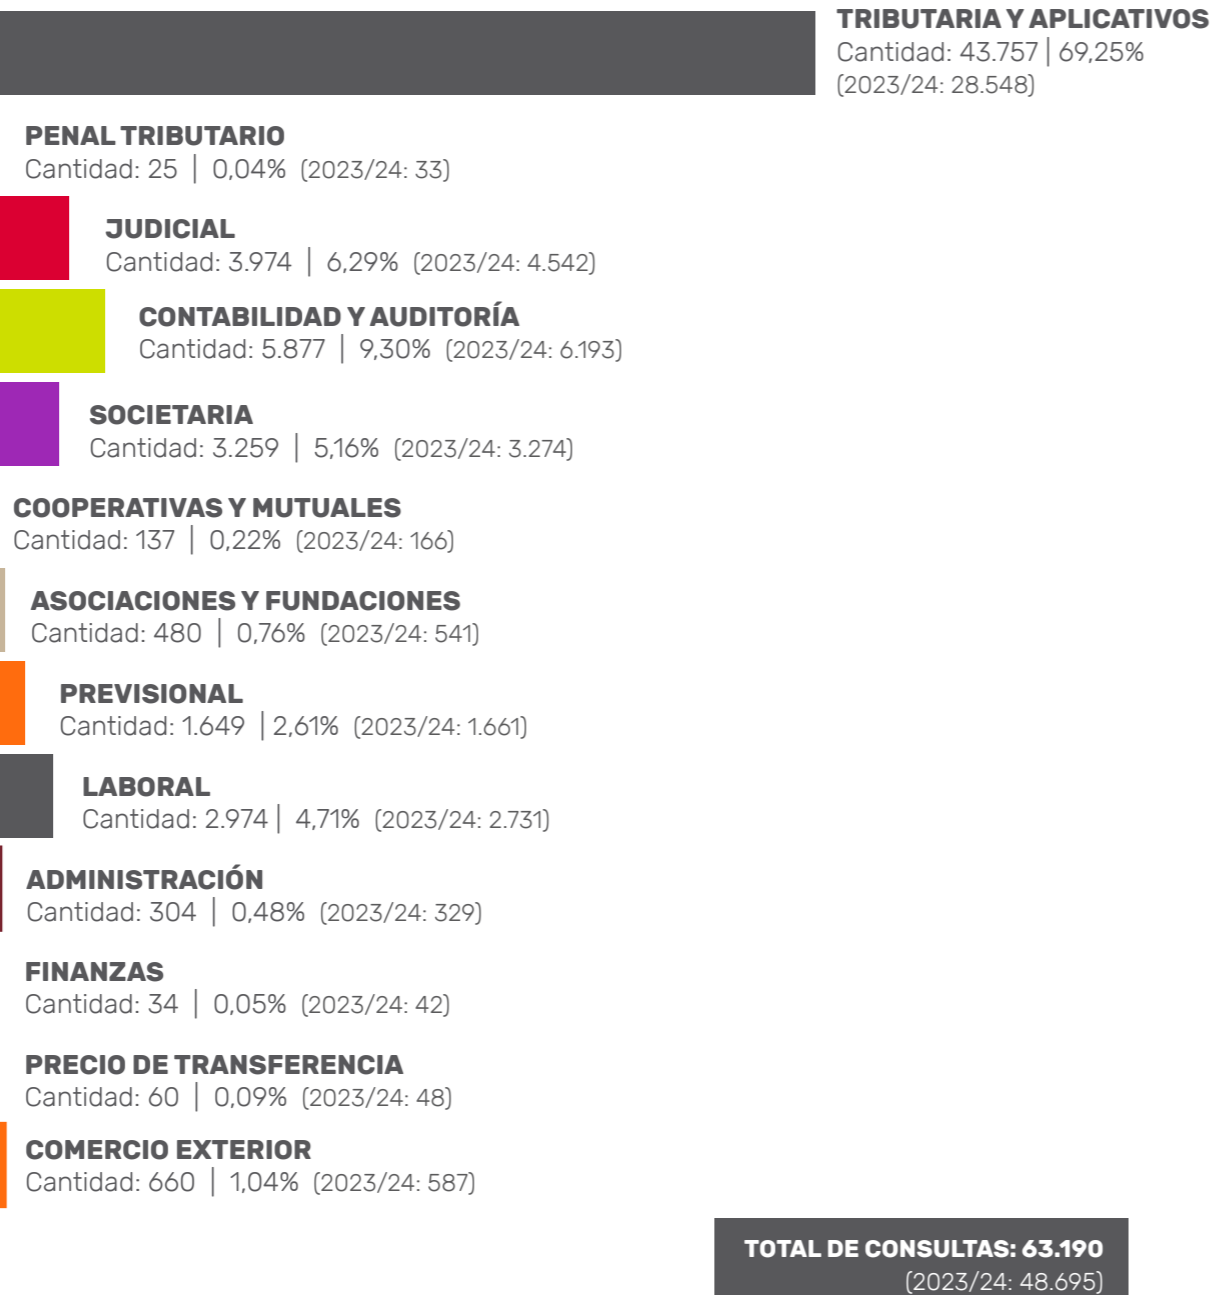 TRIBUTARIA Y APLICATIVOS
Cantidad: 43.757 | 69,25%
(2023/24: 28.548)
PENAL TRIBUTARIO
Cantidad: 25 | 0,04% (2023/24: 33)
JUDICIAL
Cantidad: 3.974 | 6,29% (2023/24: 4.542)
CONTABILIDAD Y AUDITORÍA
Cantidad: 5.877 | 9,30% (2023/24: 6.193)
SOCIETARIA
Cantidad: 3.259 | 5,16% (2023/24: 3.274)
COOPERATIVAS Y MUTUALES
Cantidad: 137 | 0,22% (2023/24: 166)
ASOCIACIONES Y FUNDACIONES
Cantidad: 480 | 0,76% (2023/24: 541)
PREVISIONAL
Cantidad: 1.649 | 2,61% (2023/24: 1.661)
LABORAL
Cantidad: 2.974 | 4,71% (2023/24: 2.731)
ADMINISTRACIÓN
Cantidad: 304 | 0,48% (2023/24: 329)
FINANZAS
Cantidad: 34 | 0,05% (2023/24: 42)
PRECIO DE TRANSFERENCIA
Cantidad: 60 | 0,09% (2023/24: 48)
COMERCIO EXTERIOR
Cantidad: 660 | 1,04% (2023/24: 587)
TOTAL DE CONSULTAS: 63.190
(2023/24: 48.695)